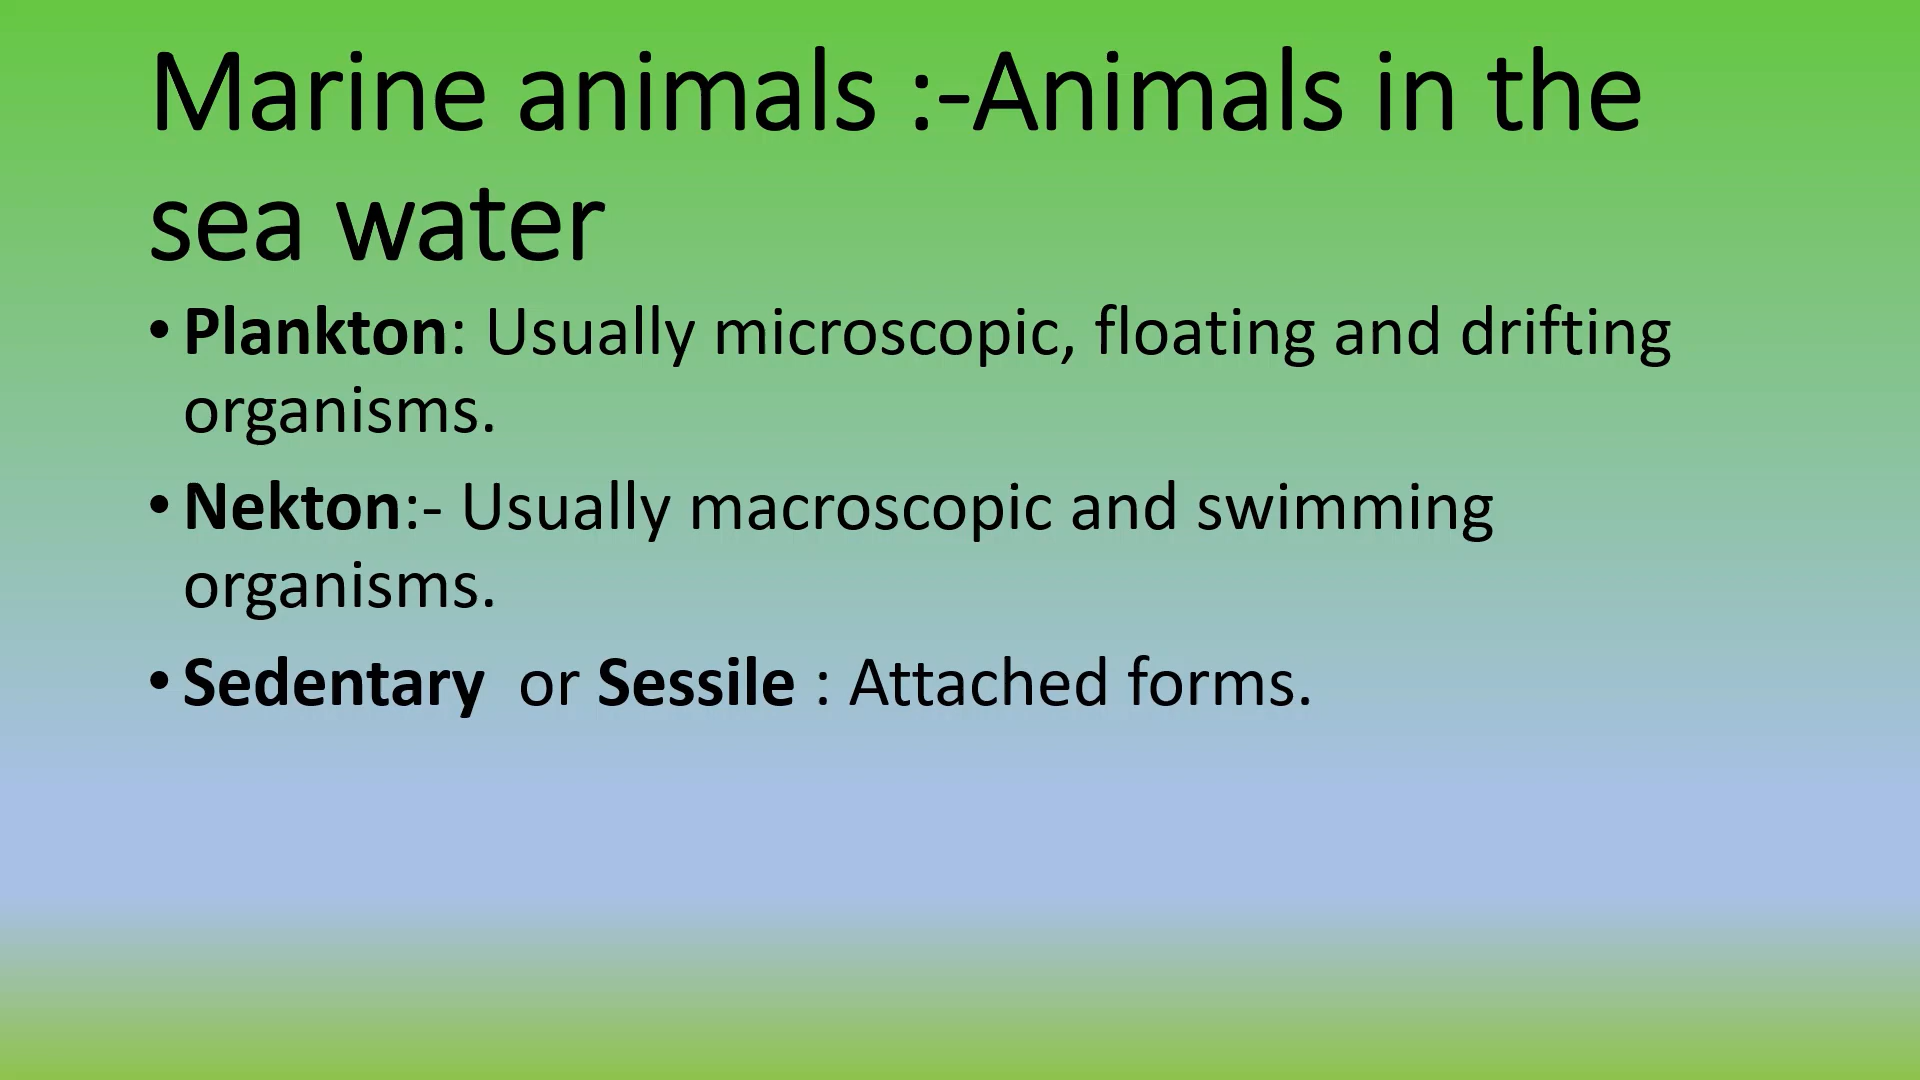 Marine animals :-Animals in the
sea water
• Plankton: Usually microscopic, floating and drifting
organisms.
• Nekton:- Usually macroscopic and swimming
organisms.
• Sedentary  or Sessile : Attached forms.